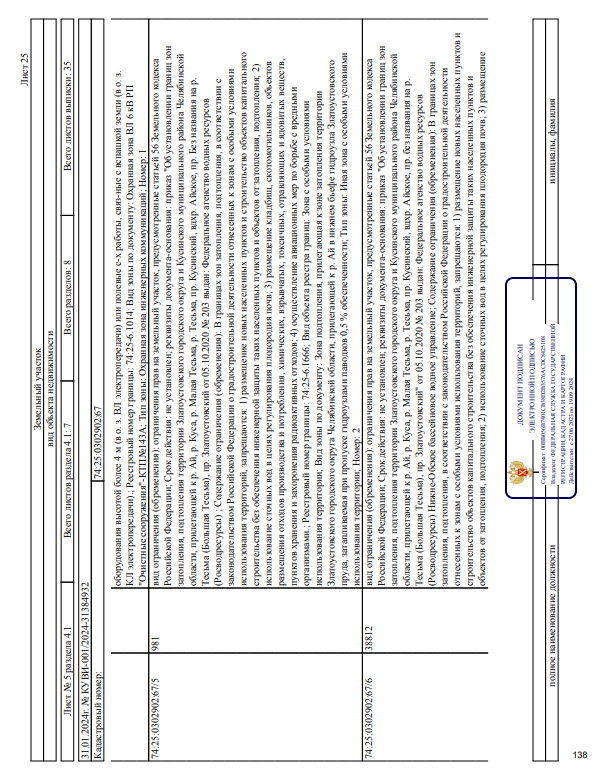 Лист 25
Земельный участок
вид объекта недвижимости
Лист № 5 раздела 4.1
Всего листов раздела 4.1: 7
Всего разделов: 8
Всего листов выписки: 35
31.01.2024г. № КУВИ-001/2024-31384932
Кадастровый номер:
74:25:0302902:67
оборудования высотой более 4 м (в о. з. ВЛ электропередачи) или полевые с-х работы, связ-ные с вспашкой земли (в о. з.
КЛ электропередачи).; Реестровый номер границы: 74:25-6.1014; Вид зоны по документу: Охранная зона ВЛ 6 кВ РП
"Очистные сооружения"-КТП№143А; Тип зоны: Охранная зона инженерных коммуникаций; Номер: 1
74:25:0302902:67/5
981
вид ограничения (обременения): ограничения прав на земельный участок, предусмотренные статьей 56 Земельного кодекса
Российской Федерации; Срок действия: не установлен; реквизиты документа-основания: приказ "Об установлении границ зон
затопления, подтопления территории Златоустовского городского округа и Кусинского муниципального района Челябинской
области, прилегающей к р. Ай, р. Куса, р. Малая Тесьма, р. Тесьма, пр. Кусинский, вдхр. Айское, пр. Без названия на р.
Тесьма (Большая Тесьма), пр. Златоустовский от 05.10.2020 № 203 выдан: Федеральное агенство водных ресурсов
(Росводресурсы) ; Содержание ограничения (обременения): В границах зон затопления, подтопления, в соответствии с
законодательством Российской Федерации о градостроительной деятельности отнесенных к зонам с особыми условиями
использования территорий, запрещаются: 1) размещение новых населенных пунктов и строительство объектов капитального
строительства без обеспечения инженерной защиты таких населенных пунктов и объектов от затопления, подтопления; 2)
использование сточных вод в целях регулирования плодородия почв; 3) размещение кладбищ, скотомогильников, объектов
размещения отходов производства и потребления, химических, взрывчатых, токсичных, отравляющих и ядовитых веществ,
пунктов хранения и захоронения радиоактивных отходов; 4) осуществление авиационных мер по борьбе с вредными
организмами.; Реестровый номер границы: 74:25-6.1666; Вид объекта реестра границ: Зона с особыми условиями
использования территории; Вид зоны по документу: Зона подтопления, прилегающая к зоне затопления территории
Златоустовского городского округа Челябинской области, прилегающей к р. Ай в нижнем бьефе гидроузла Златоустовского
пруда, затапливаемая при пропуске гидроузлами паводков 0,5 % обеспеченности; Тип зоны: Иная зона с особыми условиями
использования территории; Номер: 2
74:25:0302902:67/6
38812
вид ограничения (обременения): ограничения прав на земельный участок, предусмотренные статьей 56 Земельного кодекса
Российской Федерации; Срок действия: не установлен; реквизиты документа-основания: приказ "Об установлении границ зон
затопления, подтопления территории Златоустовского городского округа и Кусинского муниципального района Челябинской
области, прилегающей к р. Ай, р. Куса, р. Малая Тесьма, р. Тесьма, пр. Кусинский, вдхр. Айское, пр. без названия на р.
Тесьма (Большая Тесьма), пр. Златоустовский" от 05.10.2020 № 203 выдан: Федеральное агенство водных ресурсов
(Росводресурсы) Нижне-Обское бассейновое водное управление; Содержание ограничения (обременения): В границах зон
затопления, подтопления, в соответствии с законодательством Российской Федерации о градостроительной деятельности
отнесенных к зонам с особыми условиями использования территорий, запрещаются: 1) размещение новых населенных пунктов и
строительство объектов капитального строительства без обеспечения инженерной защиты таких населенных пунктов и
объектов от затопления, подтопления; 2) использование сточных вод в целях регулирования плодородия почв; 3) размещение
полное наименование должности
инициалы, фамилия
ДОКУМЕНТ ПОДПИСАН
ЭЛЕКТРОННОЙ ПОДПИСЬЮ
Сертификат:
Владелец: ФЕДЕРАЛЬНАЯ СЛУЖБА ГОСУДАРСТВЕННОЙ
РЕГИСТРАЦИИ, КАДАСТРА И КАРТОГРАФИИ
Действителен: с 27.06.2023 по 19.09.2024
138